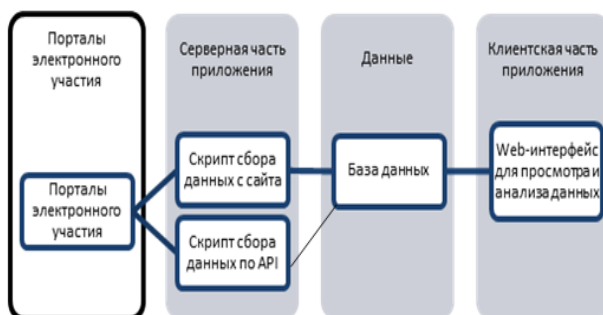 Порталы
электронного
участия
Серверная часть
приложения
Данные
Клиентская часть
приложения
Порталы
электронного
участия
Скрипт сбора
данных с сайта
Скрипт сбора
данных по API
База данных
Web-интерфейс
для просмотра и
анализа данных